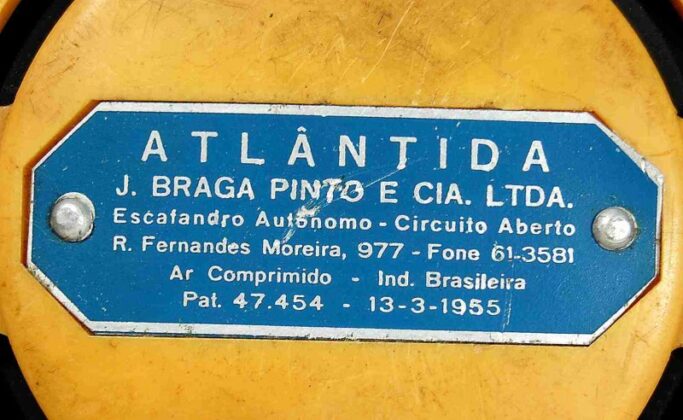 ATLÂNTIDA
J. BRAGA PINTO E CIA. LTDA.
Escafandro Autônomo - Circuito Aberto
R. Fernandes Moreira, 977 - Fone 61-3581
Ar Comprimido - Ind. Brasileira
Pat. 47.454 - 13-3-1955